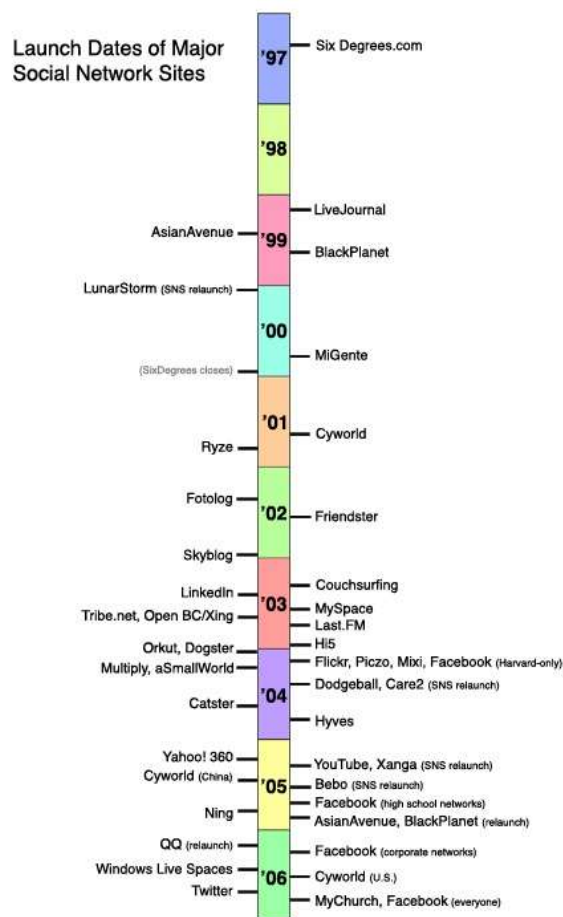 Launch Dates of Major
Social Network Sites
'97
Six Degrees.com
'98
LiveJournal
AsianAvenue
'99
BlackPlanet
LunarStorm (SNS relaunch)
'00
MiGente
(SixDegrees closes)
'01
Cyworld
Ryze
Fotolog
'02
Friendster
Skyblog
Couchsurfing
LinkedIn
'03
MySpace
Tribe.net, Open BC/Xing
Last.FM
Hi5
Orkut, Dogster
Flickr, Piczo, Mixi, Facebook (Harvard-only)
Multiply, aSmallWorld
Dodgeball, Care2 (SNS relaunch)
'04
Catster
Hyves
Yahoo! 360
YouTube, Xanga (SNS relaunch)
Cyworld (China)
'05
Bebo (SNS relaunch)
Facebook (high school networks)
Ning
AsianAvenue, BlackPlanet (relaunch)
QQ (relaunch)
Facebook (corporate networks)
Windows Live Spaces
'06
Cyworld (U.S.)
Twitter
MyChurch, Facebook (everyone)